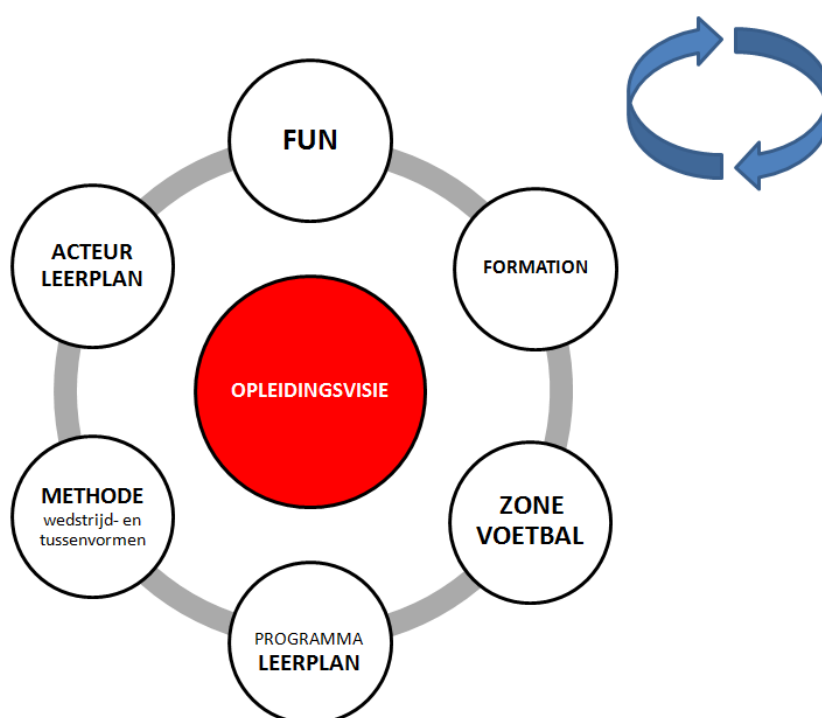 FUN
FORMATION
ZONE
VOETBAL
PROGRAMMA
LEERPLAN
METHODE
wedstrijd- en
tussenvormen
ACTEUR
LEERPLAN
OPLEIDINGSVISIE